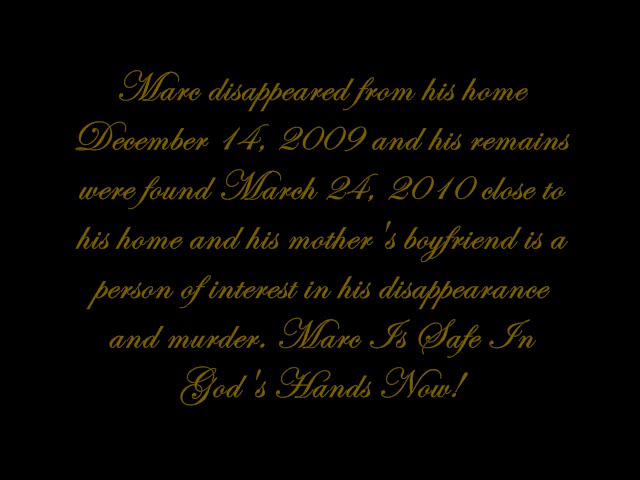 Marc disappeared from his home
December 14, 2009 and his remains
were found March 24, 2010 close to
his home and his mother 's boyfriend is a
person of interest in his disappearance
and murder. Marc Is Safe In
God 's Hands Now!